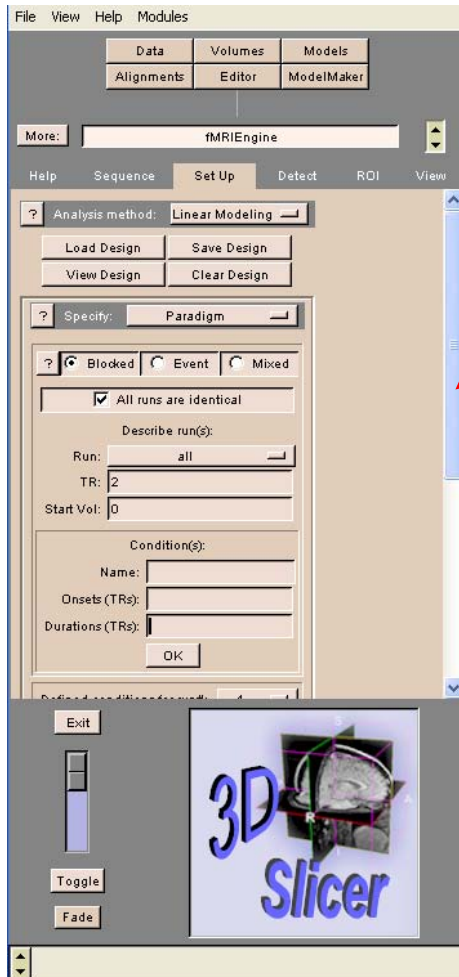 File View Help Modules
Data Volumes Models
Alignments Editor ModelMaker
More: fMRIEngine
Help Sequence Set Up Detect ROI View
? Analysis method: Linear Modeling
Load Design Save Design
View Design Clear Design
? Specify: Paradigm
? Blocked Event Mixed
All runs are identical
Describe run(s):
Run: all
TR: 2
Start Vol: 0
Condition(s):
Name:
Onsets (TRs):
Durations (TRs):
OK
Exit
Toggle
Fade
S
A
R
I
3D
Slicer